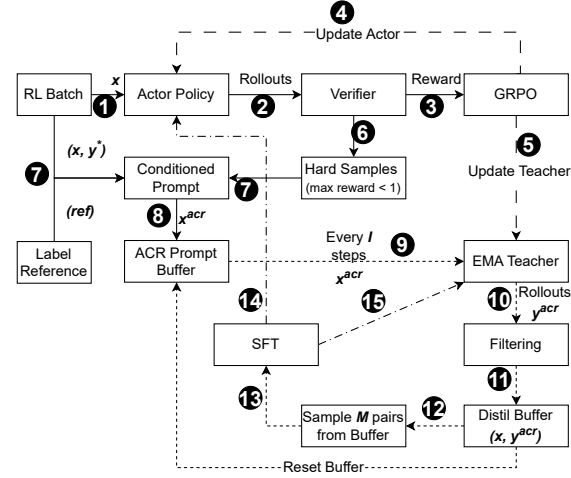 4
Update Actor
x
Rollouts
Reward
RL Batch
Actor Policy
Verifier
GRPO
1
2
3
6
5
(x, y*)
7
Conditioned
Prompt
7
Hard Samples
(max reward < 1)
Update Teacher
(ref)
8
x^acr
Label
Reference
ACR Prompt
Buffer
Every I
steps
9
x^acr
EMA Teacher
10
Rollouts
y^acr
14
15
SFT
Filtering
11
13
Sample M pairs
from Buffer
12
Distil Buffer
(x, y^acr)
Reset Buffer